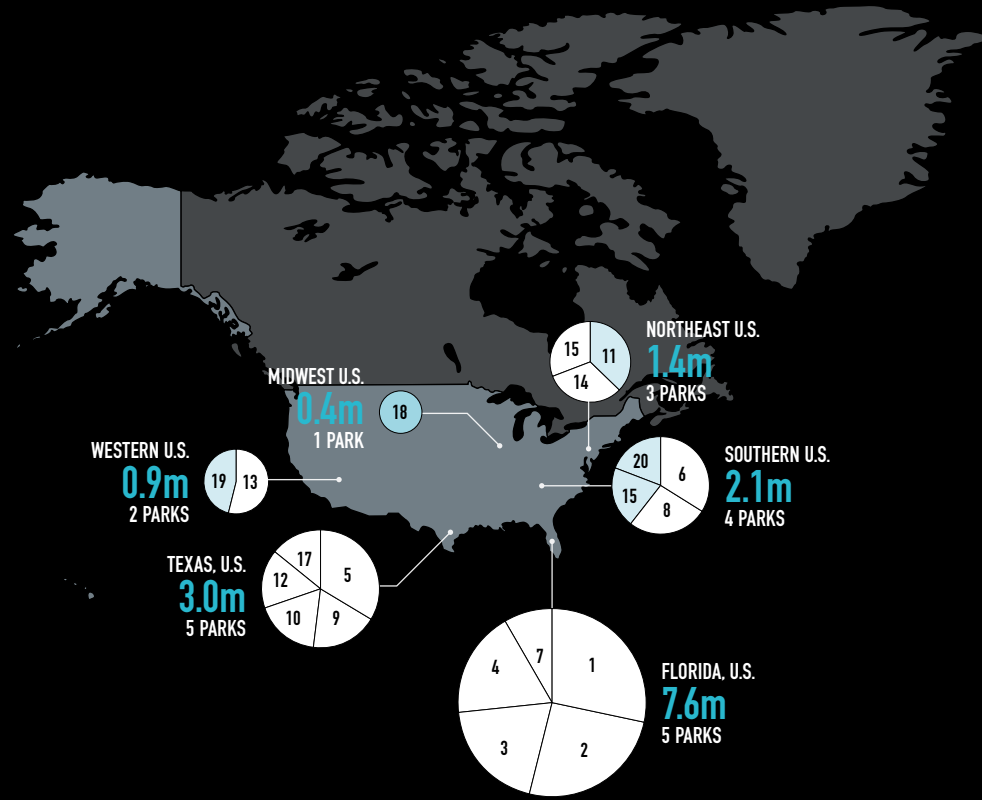 NORTHEAST U.S.
1.4m
3 PARKS
15
11
14
MIDWEST U.S.
0.4m
1 PARK
18
WESTERN U.S.
0.9m
2 PARKS
19
13
SOUTHERN U.S.
2.1m
4 PARKS
20
6
15
8
TEXAS, U.S.
3.0m
5 PARKS
17
5
12
10
9
FLORIDA, U.S.
7.6m
5 PARKS
7
1
4
3
2